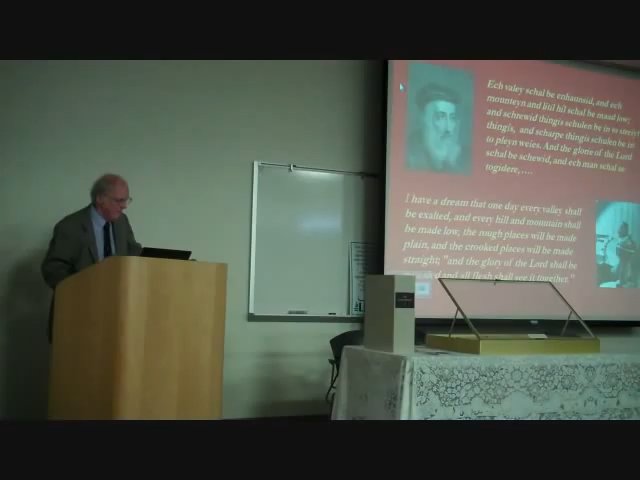 Ech valey schal be enhaunsid, and ech
mounteyn and litil hil schal be maad low;
and schrewid thingis schulen be in to streiyt
thingis, and scharpe thingis schulen be in
to pleyn weies. And the glorie of the Lord
schal be schewid, and ech man schal se
togidere, ....
I have a dream that one day every valley shall
be exalted, and every hill and mountain shall
be made low, the rough places will be made
plain, and the crooked places will be made
straight; "and the glory of the Lord shall be
and all flesh shall see it together."